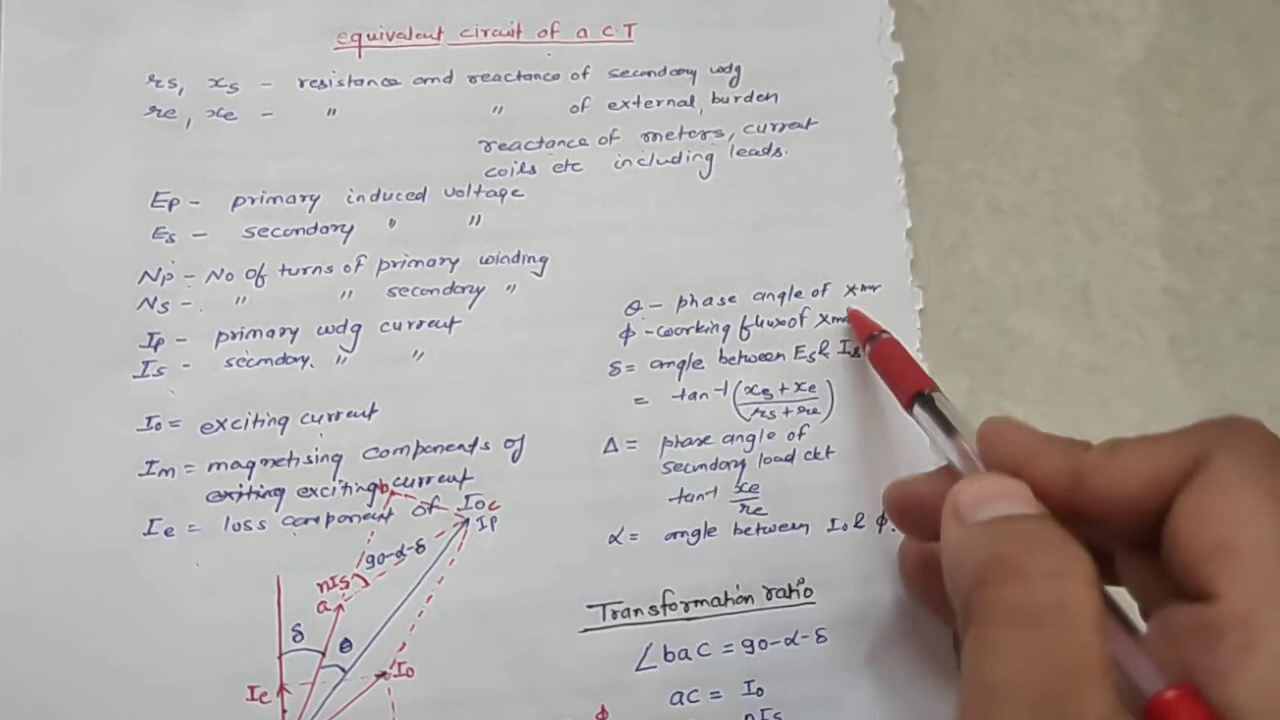 equivalent circuit of a C.T
rs, xs - resistance and reactance of secondary wdg
re, xe - " " of external burden
reactance of meters, current
coils etc including leads.
Ep - primary induced voltage
Es - secondary " "
Np - No of turns of primary winding
Ns - " " secondary "
Ip - primary wdg current
Is - secondary " "
Io = exciting current
Im = magnetising components of
exiting exciting current
Ie = loss component of Io
θ - phase angle of xmr
ϕ - working flux of
δ = angle between Es & Is
= tan⁻¹ (xs + xe / rs + re)
Δ = phase angle of
secondary load ckt
tan⁻¹ xe / re
α = angle between Io & ϕ.
Transformation ratio
∠bac = 90-α-δ
ac = Io
nIs
ϕ
b
c
Ip
90-α-δ
nIs
a
δ
θ
Io
Ie